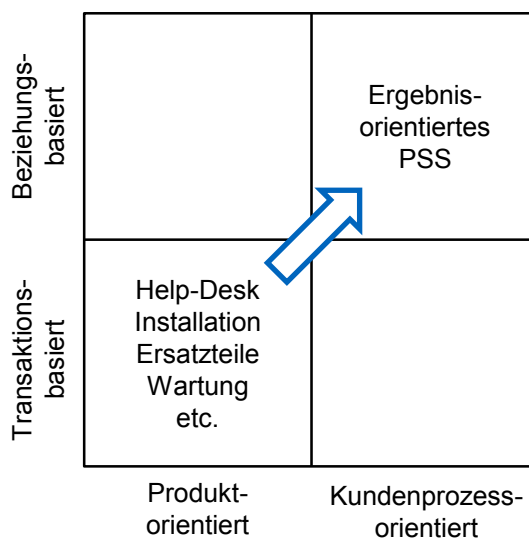 Beziehungs-
basiert
Ergebnis-
orientiertes
PSS
Transaktions-
basiert
Help-Desk
Installation
Ersatzteile
Wartung
etc.
Produkt-
orientiert
Kundenprozess-
orientiert